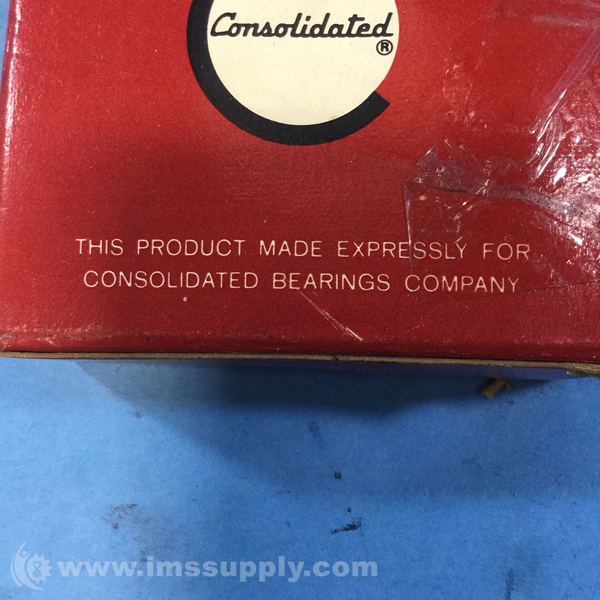 Consolidated
®
THIS PRODUCT MADE EXPRESSLY FOR
CONSOLIDATED BEARINGS COMPANY
www.imssupply.com